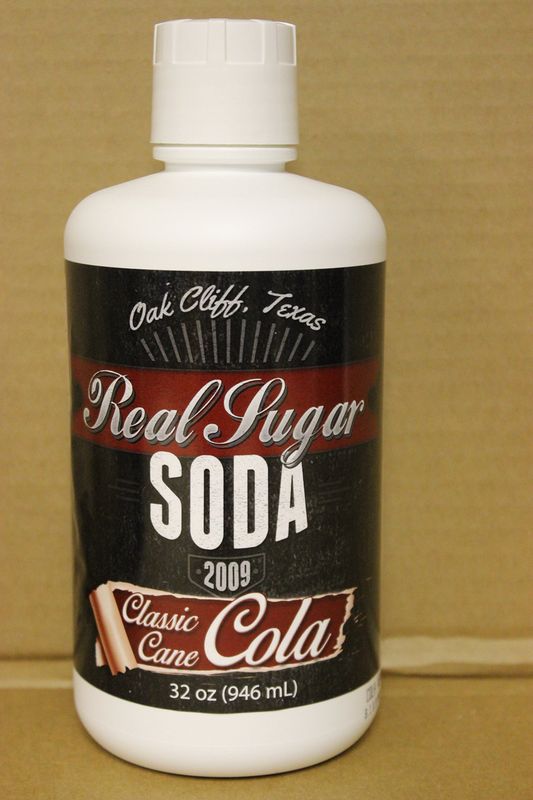 Oak Cliff, Texas
Real Sugar
SODA
2009
Classic
Cane Cola
32 oz (946 mL)